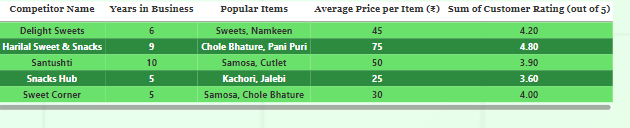 Competitor Name Years in Business Popular Items Average Price per Item (₹) Sum of Customer Rating (out of 5)
Delight Sweets 6 Sweets, Namkeen 45 4.20
Harilal Sweet & Snacks 9 Chole Bhature, Pani Puri 75 4.80
Santushti 10 Samosa, Cutlet 50 3.90
Snacks Hub 5 Kachori, Jalebi 25 3.60
Sweet Corner 5 Samosa, Chole Bhature 30 4.00